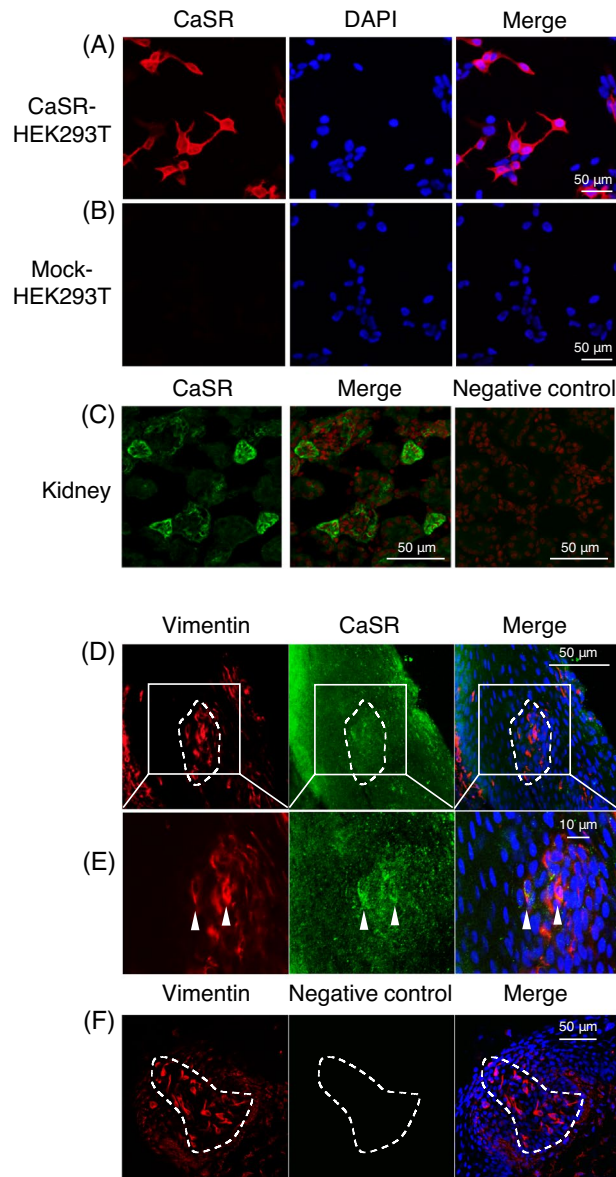 CaSR DAPI Merge
(A)
CaSR-
HEK293T
50 µm
(B)
Mock-
HEK293T
50 µm
CaSR Merge Negative control
(C)
Kidney
50 µm 50 µm
Vimentin CaSR Merge
(D)
50 µm
(E)
10 µm
Vimentin Negative control Merge
(F)
50 µm